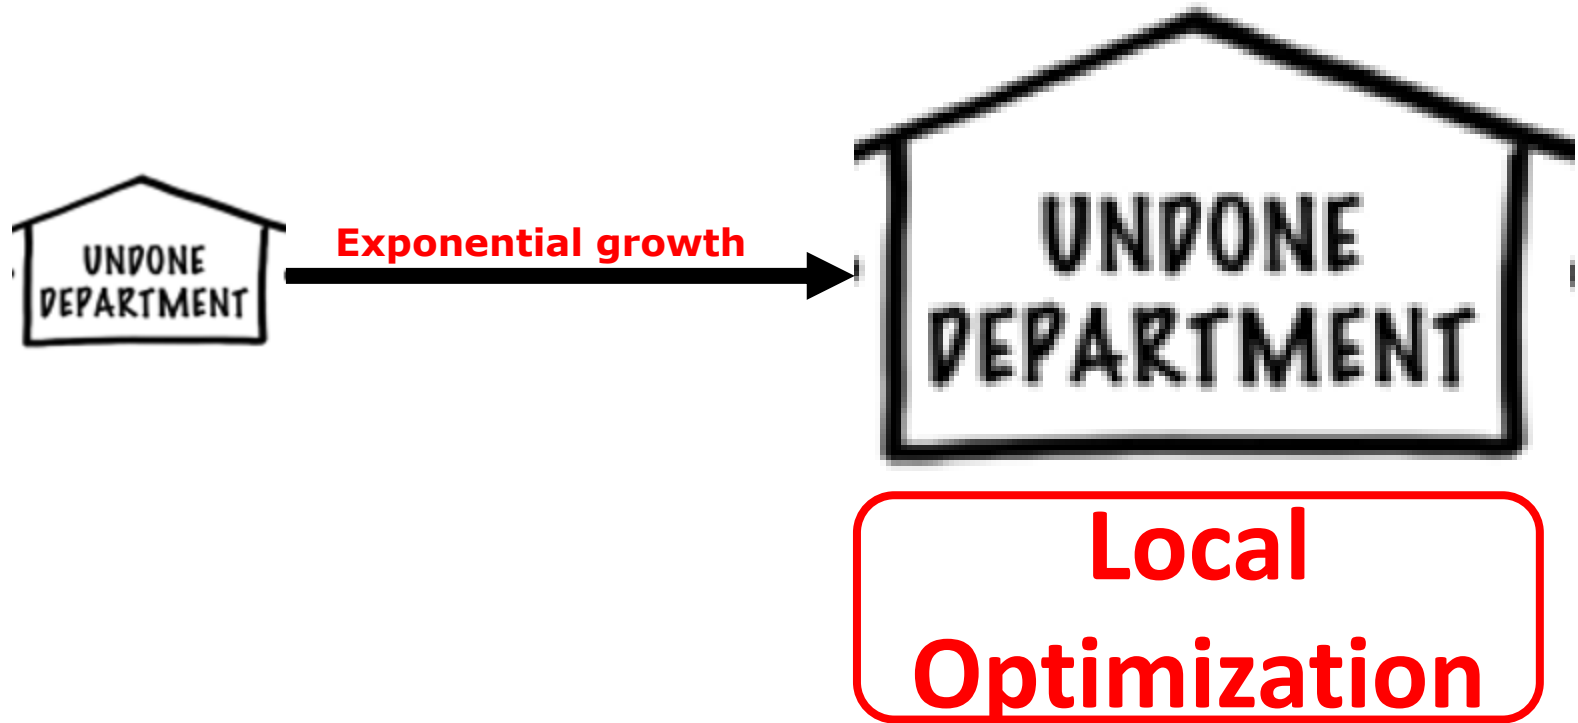 UNDONE
DEPARTMENT
Exponential growth
UNDONE
DEPARTMENT
Local
Optimization